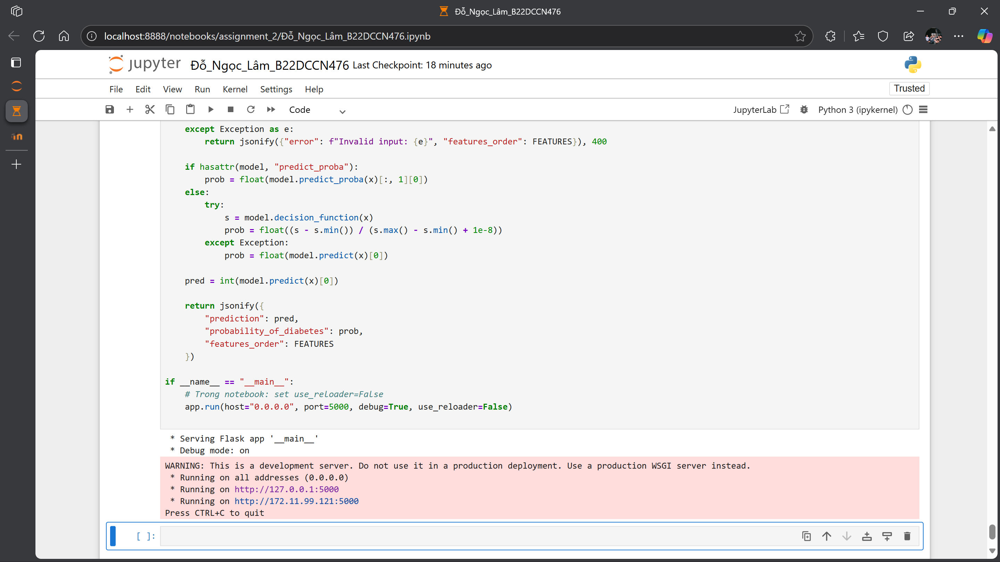 Đỗ_Ngọc_Lâm_B22DCCN476
localhost:8888/notebooks/assignment_2/Đỗ_Ngọc_Lâm_B22DCCN476.ipynb
jupyter Đỗ_Ngọc_Lâm_B22DCCN476 Last Checkpoint: 18 minutes ago
File Edit View Run Kernel Settings Help Trusted
Code JupyterLab Python 3 (ipykernel)
    except Exception as e:
        return jsonify({"error": f"Invalid input: {e}", "features_order": FEATURES}), 400

    if hasattr(model, "predict_proba"):
        prob = float(model.predict_proba(x)[:, 1][0])
    else:
        try:
            s = model.decision_function(x)
            prob = float((s - s.min()) / (s.max() - s.min() + 1e-8))
        except Exception:
            prob = float(model.predict(x)[0])

    pred = int(model.predict(x)[0])

    return jsonify({
        "prediction": pred,
        "probability_of_diabetes": prob,
        "features_order": FEATURES
    })

if __name__ == "__main__":
    # Trong notebook: set use_reloader=False
    app.run(host="0.0.0.0", port=5000, debug=True, use_reloader=False)

 * Serving Flask app '__main__'
 * Debug mode: on
WARNING: This is a development server. Do not use it in a production deployment. Use a production WSGI server instead.
 * Running on all addresses (0.0.0.0)
 * Running on http://127.0.0.1:5000
 * Running on http://172.11.99.121:5000
Press CTRL+C to quit
[ ]: